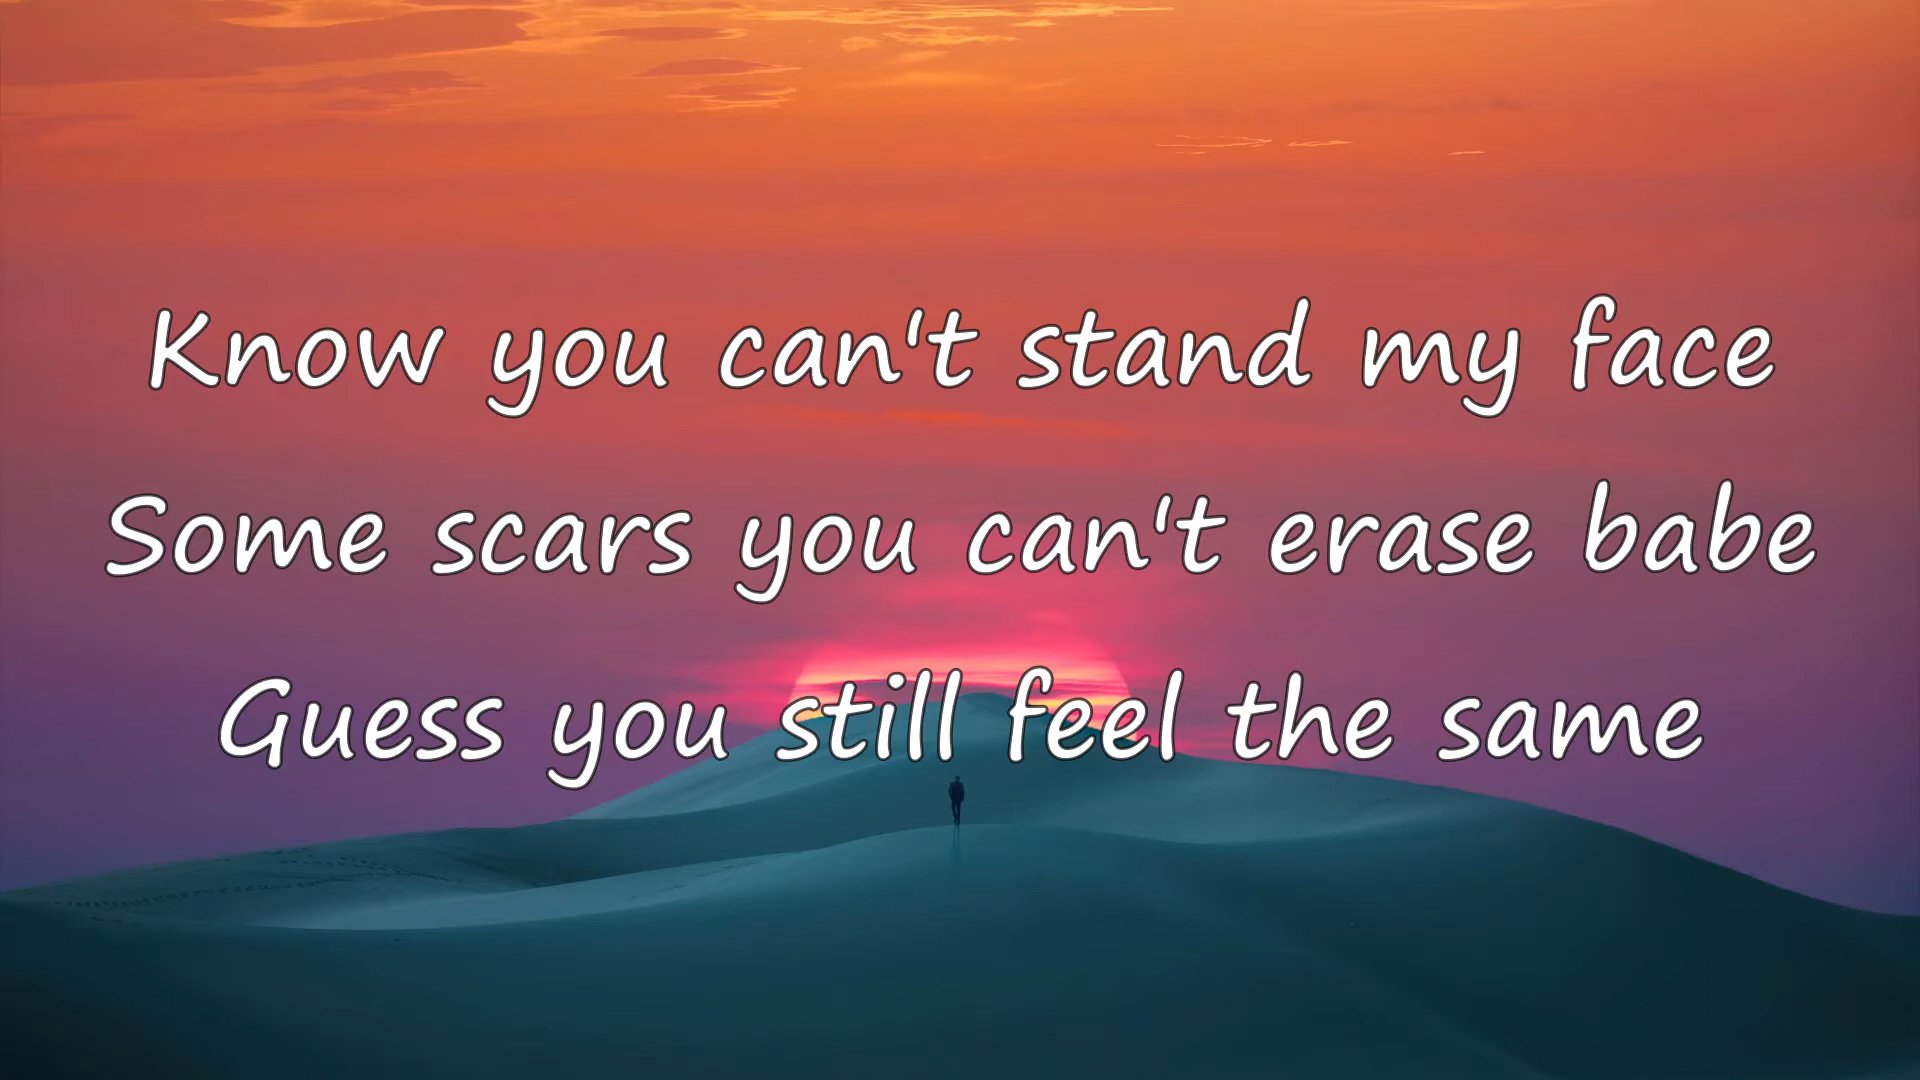 Know you can't stand my face
Some scars you can't erase babe
Guess you still feel the same